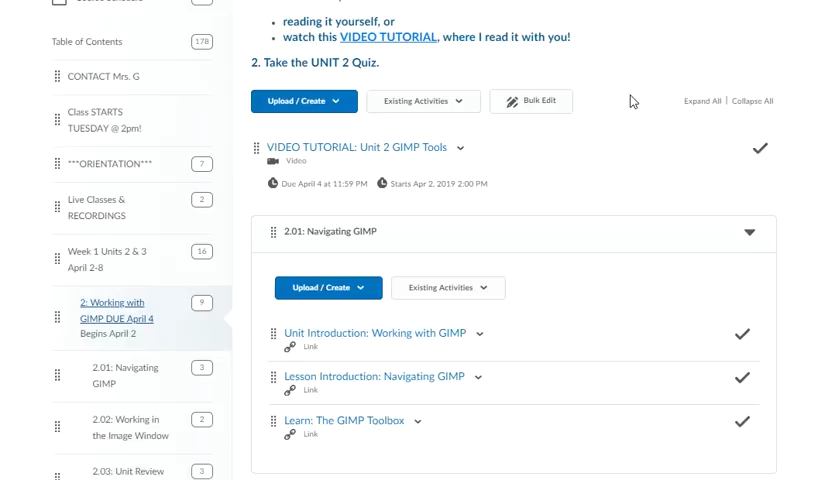 Table of Contents
178
CONTACT Mrs. G
Class STARTS
TUESDAY @ 2pm!
***ORIENTATION***
7
Live Classes &
RECORDINGS
2
Week 1 Units 2 & 3
April 2-8
16
2: Working with
GIMP DUE April 4
Begins April 2
9
2.01: Navigating
GIMP
3
2.02: Working in
the Image Window
2
2.03: Unit Review
3
reading it yourself, or
watch this VIDEO TUTORIAL, where I read it with you!
2. Take the UNIT 2 Quiz.
Upload / Create
Existing Activities
Bulk Edit
Expand All | Collapse All
VIDEO TUTORIAL: Unit 2 GIMP Tools
Video
Due April 4 at 11:59 PM
Starts Apr 2, 2019 2:00 PM
2.01: Navigating GIMP
Upload / Create
Existing Activities
Unit Introduction: Working with GIMP
Link
Lesson Introduction: Navigating GIMP
Link
Learn: The GIMP Toolbox
Link